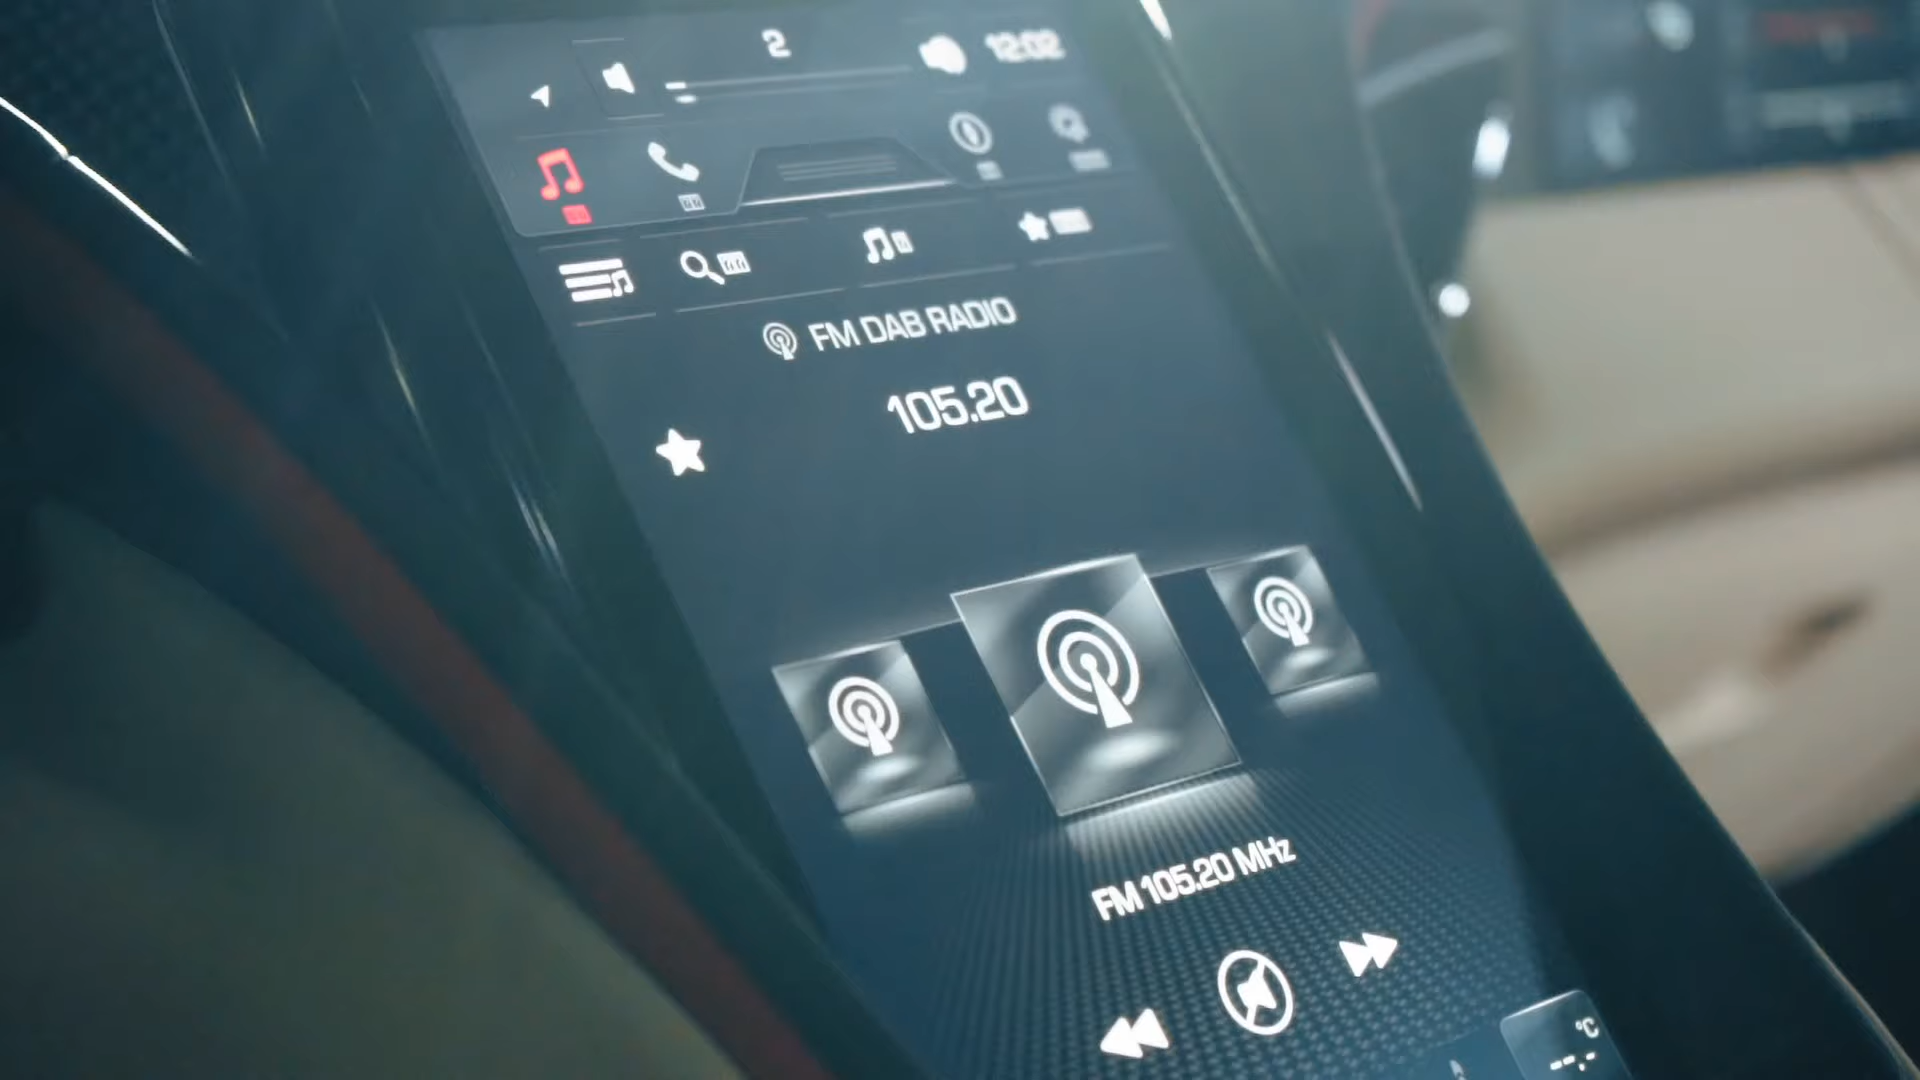 2
12:02
FM DAB RADIO
105.20
FM 105.20 MHz
°C
--.-